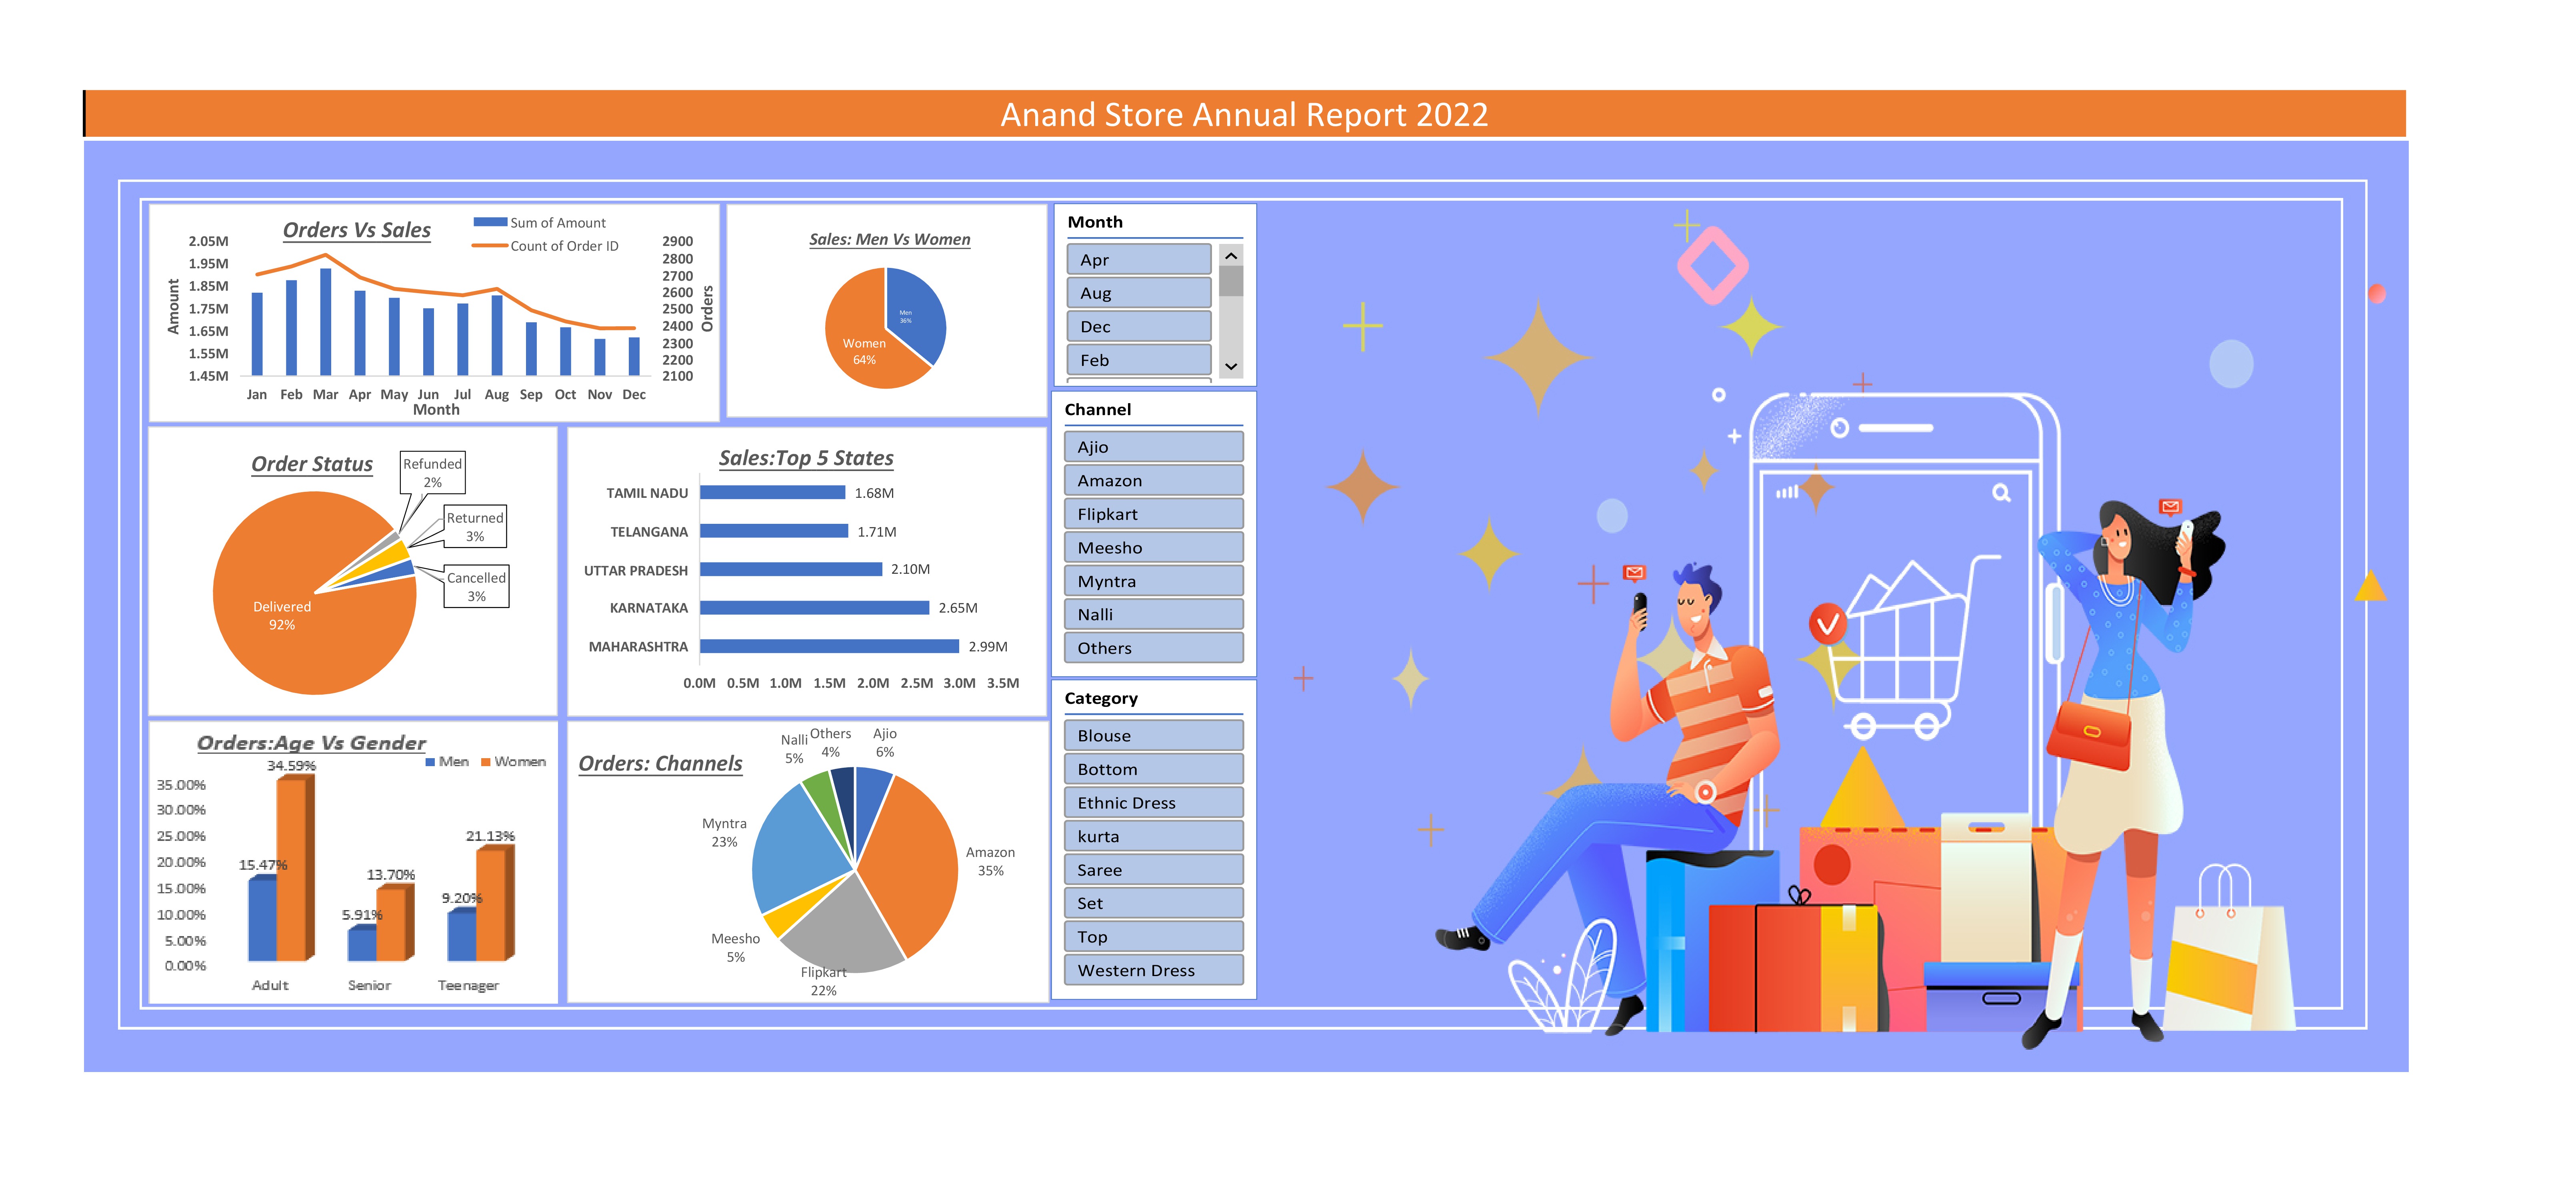 Anand Store Annual Report 2022
Orders Vs Sales
Sum of Amount
Count of Order ID
Amount
2.05M
1.95M
1.85M
1.75M
1.65M
1.55M
1.45M
2900
2800
2700
2600
2500
2400
2300
2200
2100
Orders
Jan Feb Mar Apr May Jun Jul Aug Sep Oct Nov Dec
Month
Sales: Men Vs Women
Men
36%
Women
64%
Month
Apr
Aug
Dec
Feb
Channel
Ajio
Amazon
Flipkart
Meesho
Myntra
Nalli
Others
Category
Blouse
Bottom
Ethnic Dress
kurta
Saree
Set
Top
Western Dress
Order Status
Refunded
2%
Returned
3%
Cancelled
3%
Delivered
92%
Sales:Top 5 States
TAMIL NADU 1.68M
TELANGANA 1.71M
UTTAR PRADESH 2.10M
KARNATAKA 2.65M
MAHARASHTRA 2.99M
0.0M 0.5M 1.0M 1.5M 2.0M 2.5M 3.0M 3.5M
Orders:Age Vs Gender
Men Women
35.00%
30.00%
25.00%
20.00%
15.00%
10.00%
5.00%
0.00%
15.47%
34.59%
5.91%
13.70%
9.20%
21.13%
Adult Senior Teenager
Orders: Channels
Nalli
5%
Others
4%
Ajio
6%
Myntra
23%
Amazon
35%
Meesho
5%
Flipkart
22%